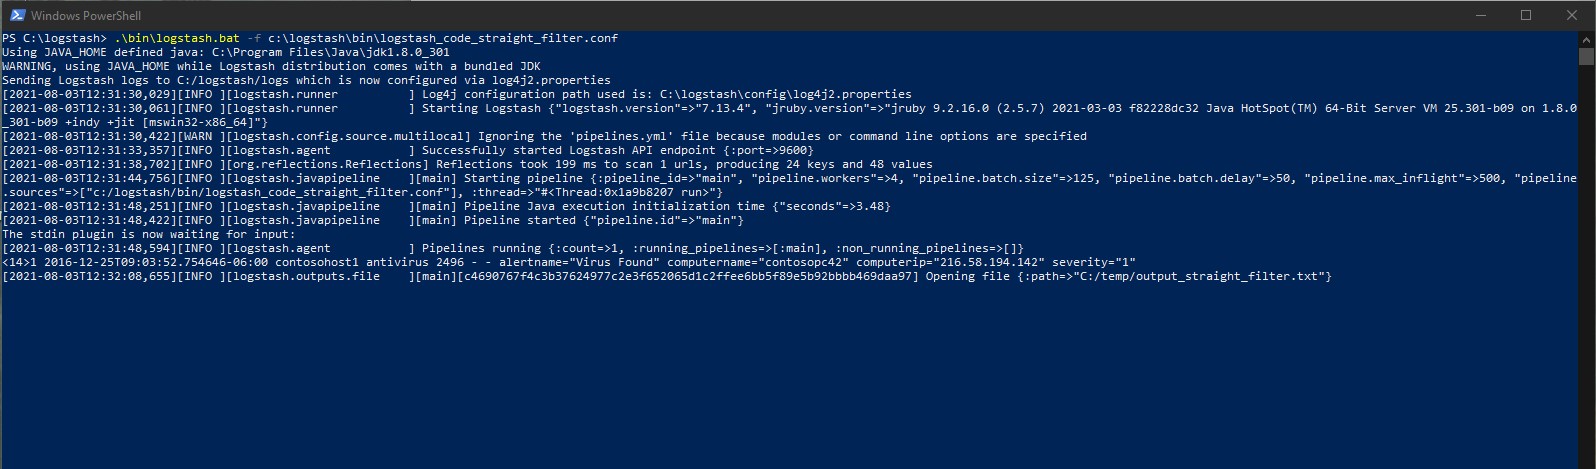 Windows PowerShell
PS C:\logstash> .\bin\logstash.bat -f c:\logstash\bin\logstash_code_straight_filter.conf
Using JAVA_HOME defined java: C:\Program Files\Java\jdk1.8.0_301
WARNING, using JAVA_HOME while Logstash distribution comes with a bundled JDK
Sending Logstash logs to C:/logstash/logs which is now configured via log4j2.properties
[2021-08-03T12:31:30,029][INFO ][logstash.runner          ] Log4j configuration path used is: C:\logstash\config\log4j2.properties
[2021-08-03T12:31:30,061][INFO ][logstash.runner          ] Starting Logstash {"logstash.version"=>"7.13.4", "jruby.version"=>"jruby 9.2.16.0 (2.5.7) 2021-03-03 f82228dc32 Java HotSpot(TM) 64-Bit Server VM 25.301-b09 on 1.8.0
_301-b09 +indy +jit [mswin32-x86_64]"}
[2021-08-03T12:31:30,422][WARN ][logstash.config.source.multilocal] Ignoring the 'pipelines.yml' file because modules or command line options are specified
[2021-08-03T12:31:33,357][INFO ][logstash.agent           ] Successfully started Logstash API endpoint {:port=>9600}
[2021-08-03T12:31:38,702][INFO ][org.reflections.Reflections] Reflections took 199 ms to scan 1 urls, producing 24 keys and 48 values
[2021-08-03T12:31:44,756][INFO ][logstash.javapipeline    ][main] Starting pipeline {:pipeline_id=>"main", "pipeline.workers"=>4, "pipeline.batch.size"=>125, "pipeline.batch.delay"=>50, "pipeline.max_inflight"=>500, "pipeline
.sources"=>["c:/logstash/bin/logstash_code_straight_filter.conf"], :thread=>"#<Thread:0x1a9b8207 run>"}
[2021-08-03T12:31:48,251][INFO ][logstash.javapipeline    ][main] Pipeline Java execution initialization time {"seconds"=>3.48}
[2021-08-03T12:31:48,422][INFO ][logstash.javapipeline    ][main] Pipeline started {"pipeline.id"=>"main"}
The stdin plugin is now waiting for input:
[2021-08-03T12:31:48,594][INFO ][logstash.agent           ] Pipelines running {:count=>1, :running_pipelines=>[:main], :non_running_pipelines=>[]}
<14>1 2016-12-25T09:03:52.754646-06:00 contosohost1 antivirus 2496 - - alertname="Virus Found" computername="contosopc42" computerip="216.58.194.142" severity="1"
[2021-08-03T12:32:08,655][INFO ][logstash.outputs.file    ][main][c4690767f4c3b37624977c2e3f652065d1c2ffee6bb5f89e5b92bbbb469daa97] Opening file {:path=>"C:/temp/output_straight_filter.txt"}